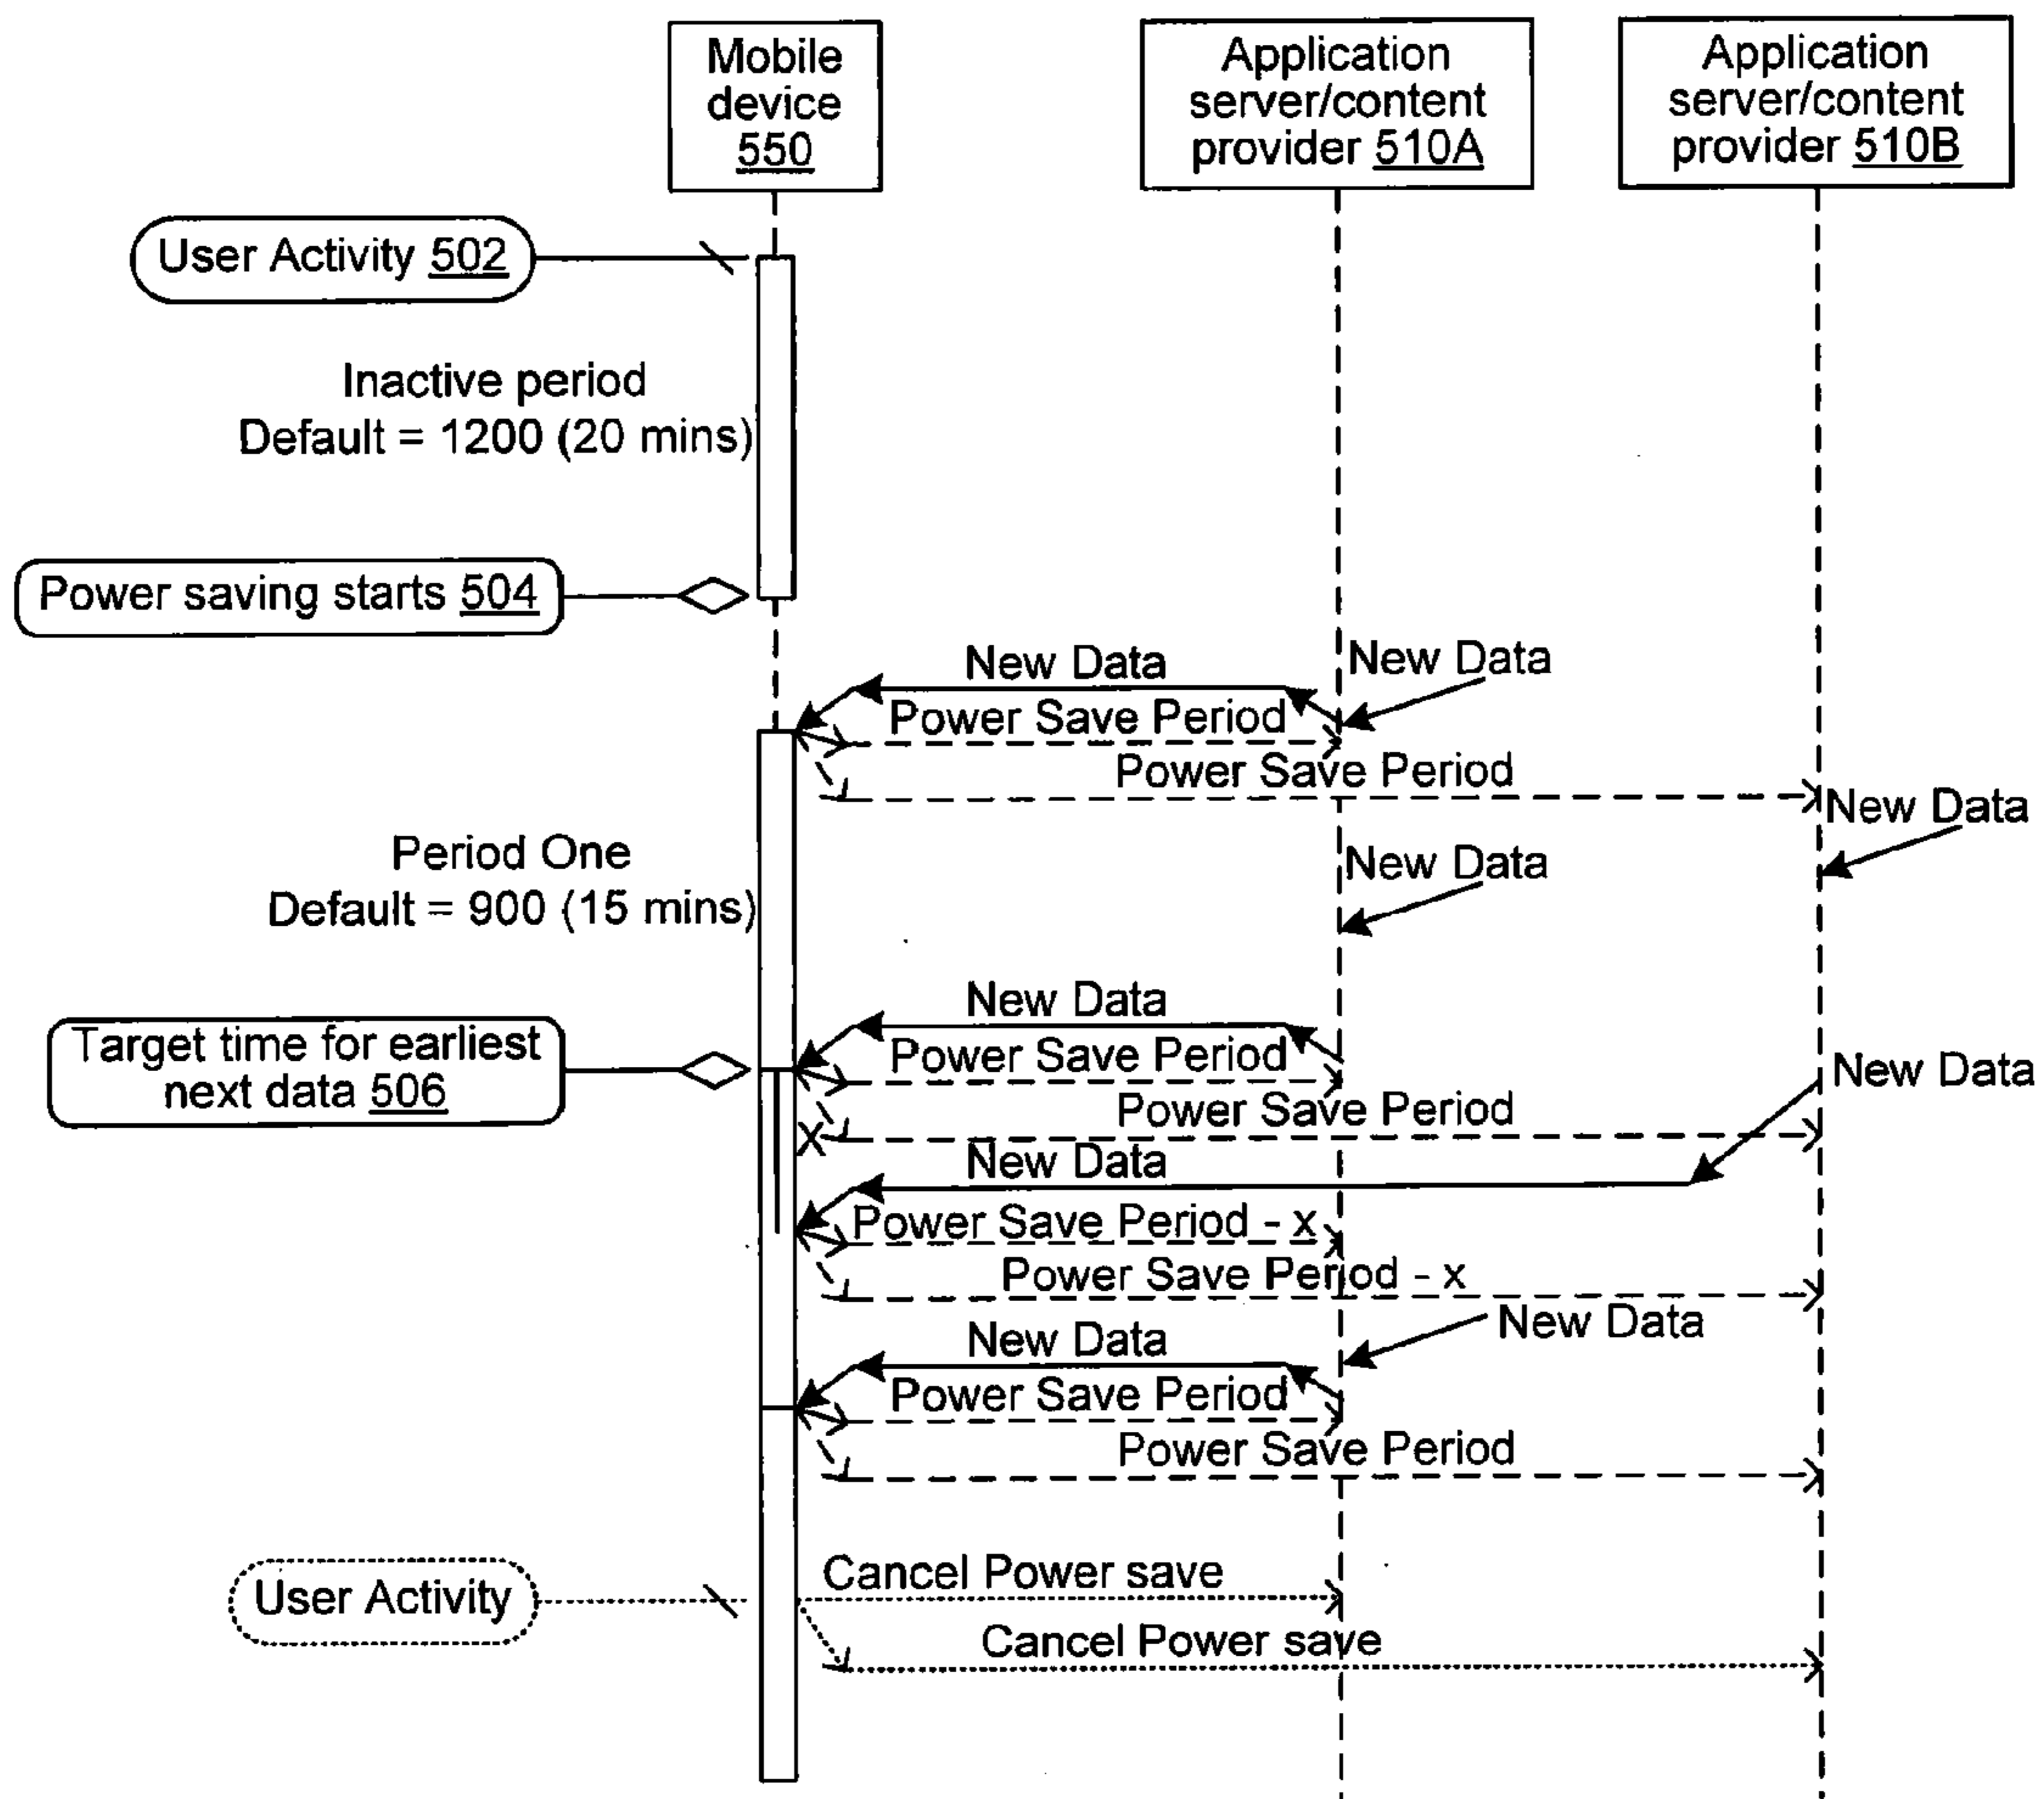 Mobile
device
550
Application
server/content
provider 510A
Application
server/content
provider 510B
User Activity 502
Inactive period
Default = 1200 (20 mins)
Power saving starts 504
New Data
New Data
Power Save Period
Power Save Period
New Data
Period One
Default = 900 (15 mins)
New Data
New Data
Target time for earliest
next data 506
Power Save Period
New Data
Power Save Period
X
New Data
Power Save Period - x
Power Save Period - x
New Data
New Data
Power Save Period
Power Save Period
User Activity
Cancel Power save
Cancel Power save